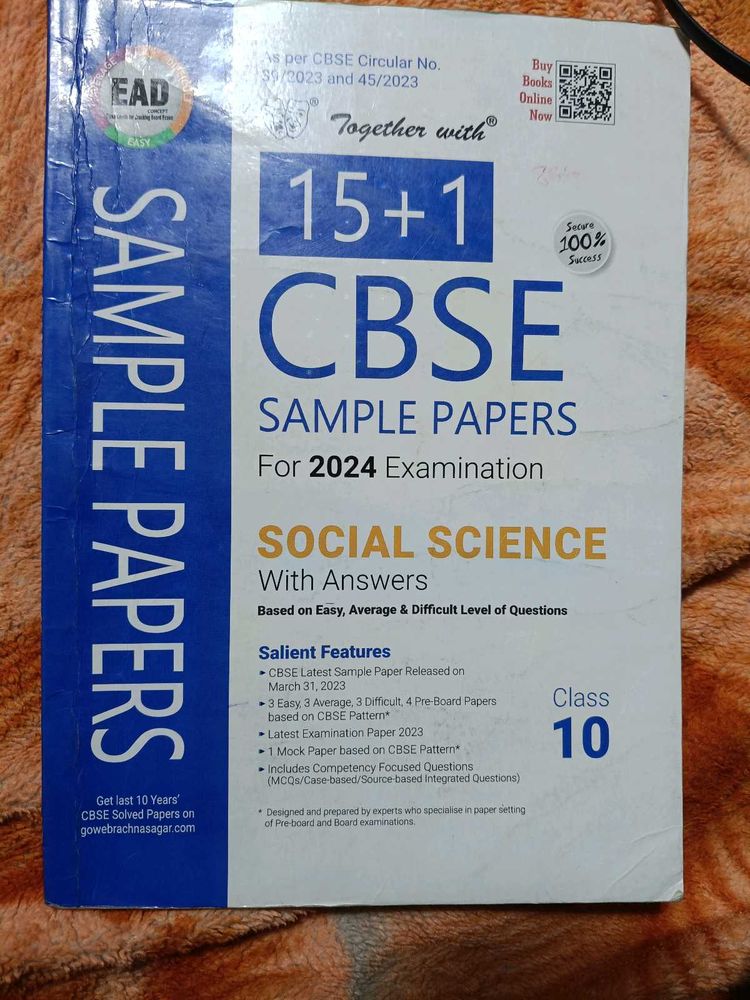 EAD
CONCEPT
EASY
As per CBSE Circular No.
39/2023 and 45/2023
Buy
Books
Online
Now
Together with®
15+1
Secure
100%
Success
CBSE
SAMPLE PAPERS
For 2024 Examination
SOCIAL SCIENCE
With Answers
Based on Easy, Average & Difficult Level of Questions
Salient Features
CBSE Latest Sample Paper Released on
March 31, 2023
3 Easy, 3 Average, 3 Difficult, 4 Pre-Board Papers
based on CBSE Pattern*
Latest Examination Paper 2023
1 Mock Paper based on CBSE Pattern*
Includes Competency Focused Questions
(MCQs/Case-based/Source-based Integrated Questions)
Class
10
* Designed and prepared by experts who specialise in paper setting
of Pre-board and Board examinations.
SAMPLE PAPERS
Get last 10 Years'
CBSE Solved Papers on
gowebrachnasagar.com